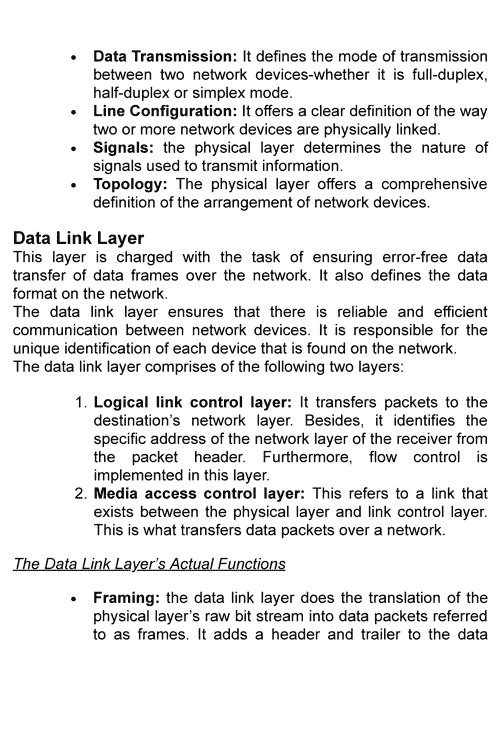 • Data Transmission: It defines the mode of transmission
between two network devices-whether it is full-duplex,
half-duplex or simplex mode.
• Line Configuration: It offers a clear definition of the way
two or more network devices are physically linked.
• Signals: the physical layer determines the nature of
signals used to transmit information.
• Topology: The physical layer offers a comprehensive
definition of the arrangement of network devices.
Data Link Layer
This layer is charged with the task of ensuring error-free data
transfer of data frames over the network. It also defines the data
format on the network.
The data link layer ensures that there is reliable and efficient
communication between network devices. It is responsible for the
unique identification of each device that is found on the network.
The data link layer comprises of the following two layers:
1. Logical link control layer: It transfers packets to the
destination's network layer. Besides, it identifies the
specific address of the network layer of the receiver from
the packet header. Furthermore, flow control is
implemented in this layer.
2. Media access control layer: This refers to a link that
exists between the physical layer and link control layer.
This is what transfers data packets over a network.
The Data Link Layer's Actual Functions
• Framing: the data link layer does the translation of the
physical layer's raw bit stream into data packets referred
to as frames. It adds a header and trailer to the data